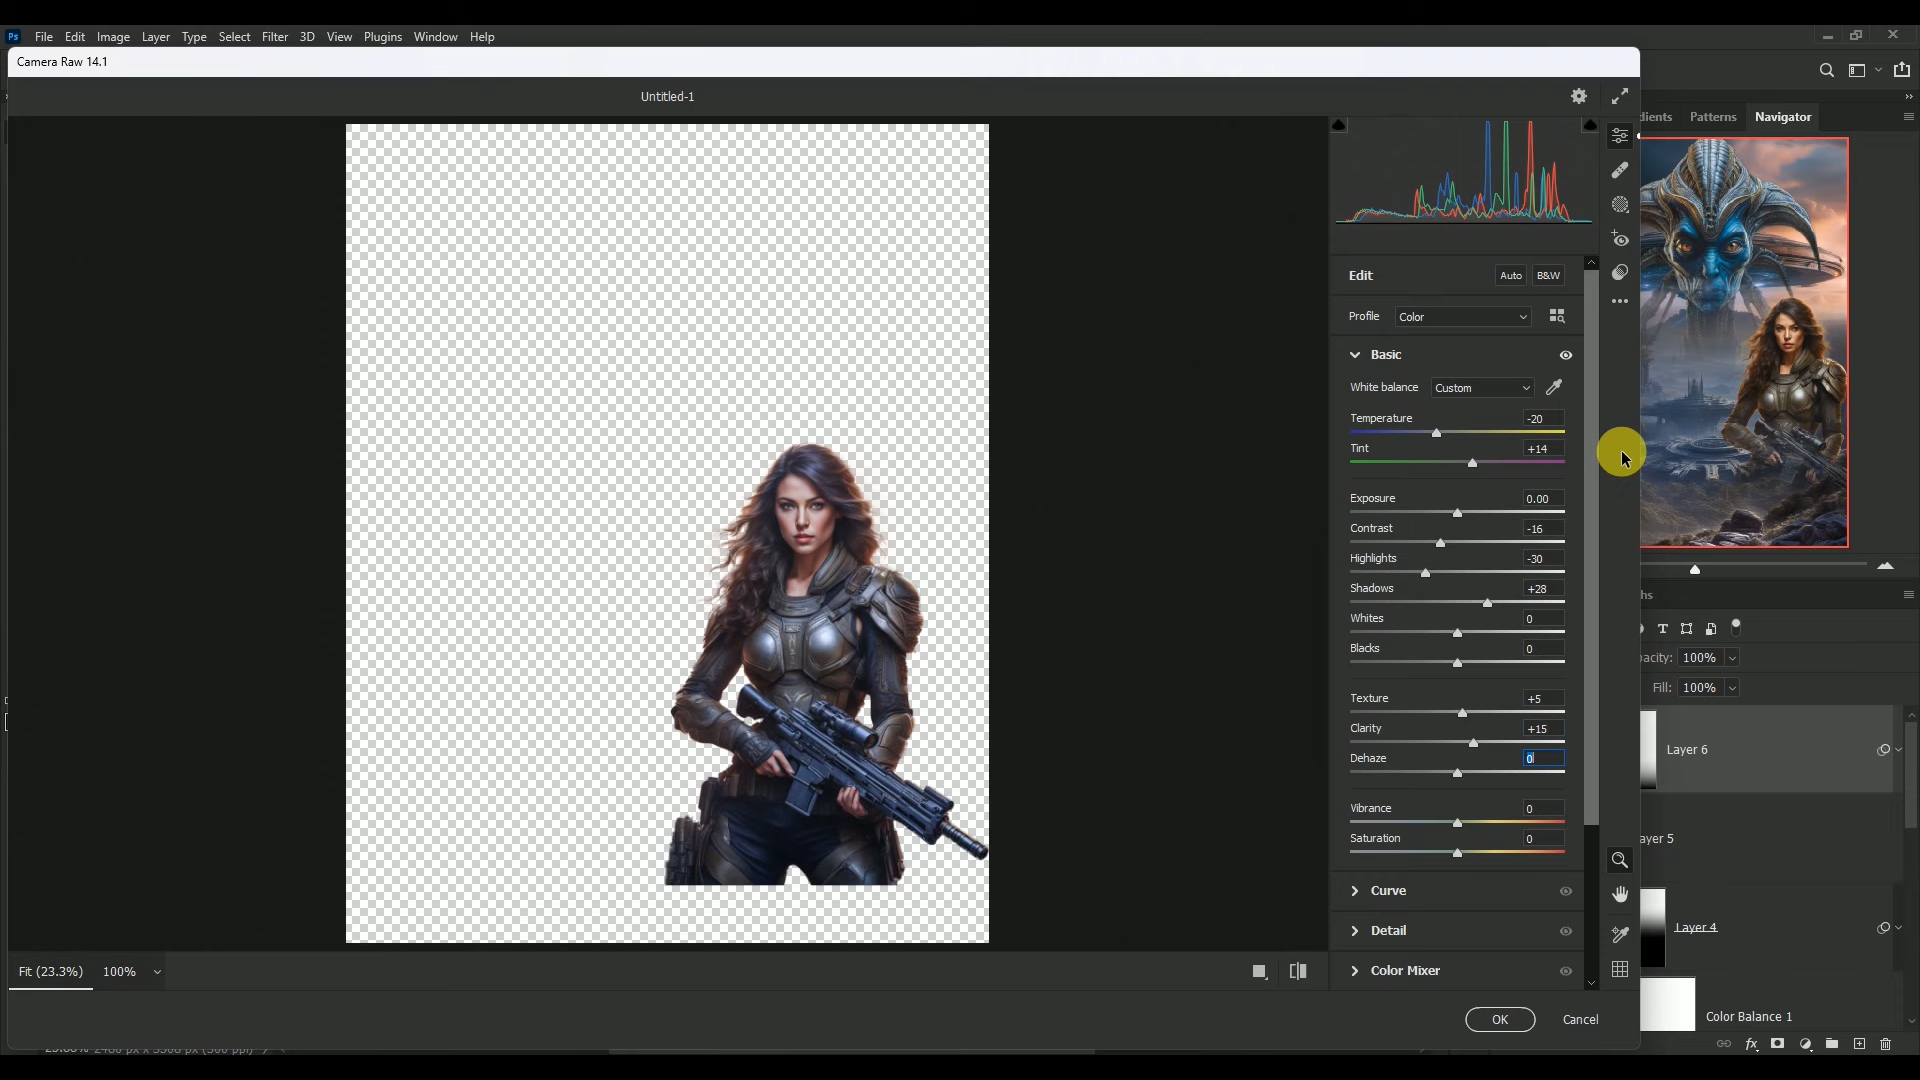 Ps File Edit Image Layer Type Select Filter 3D View Plugins Window Help
Camera Raw 14.1
Untitled-1
dients Patterns Navigator
Edit Auto B&W
Profile Color
Basic
White balance Custom
Temperature -20
Tint +14
Exposure 0.00
Contrast -16
Highlights -30
Shadows +28
Whites 0
Blacks 0
Texture +5
Clarity +15
Dehaze 0
Vibrance 0
Saturation 0
Curve
Detail
Color Mixer
Fit (23.3%) 100%
OK Cancel
hs
T
pacity: 100%
Fill: 100%
Layer 6
ayer 5
Layer 4
Color Balance 1
fx